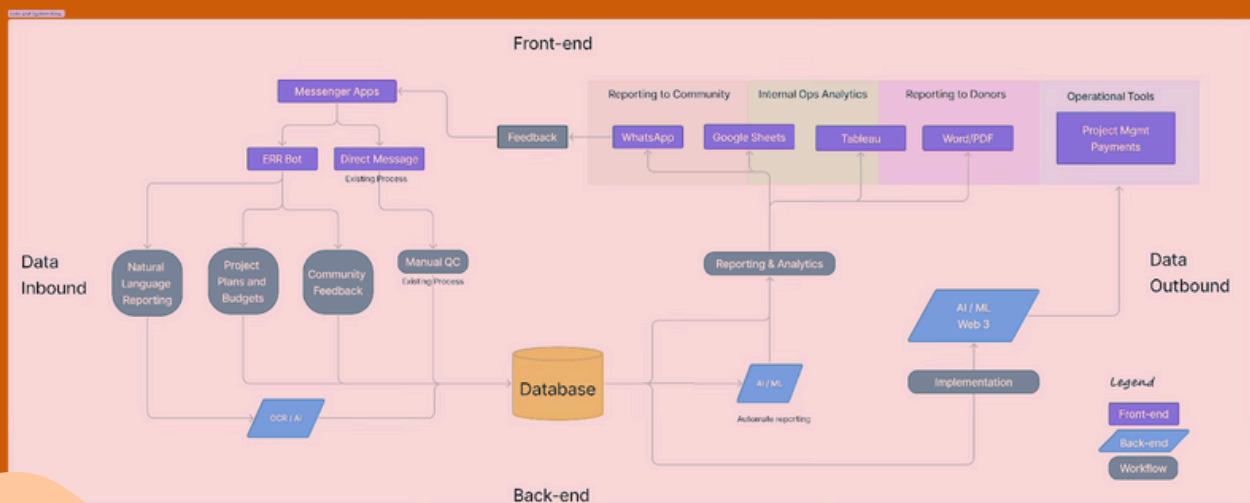 Front-end
Messenger Apps
Reporting to Community
Internal Ops Analytics
Reporting to Donors
Operational Tools
Feedback
WhatsApp
Google Sheets
Tableau
Word/PDF
Project Mgmt
Payments
ERR Bot
Direct Message
Existing Process
Data
Inbound
Natural
Language
Reporting
Project
Plans and
Budgets
Community
Feedback
Manual QC
Existing Process
Reporting & Analytics
Data
Outbound
AI / ML
Web 3
Database
AI / ML
Automate reporting
Implementation
OCR / AI
Legend
Front-end
Back-end
Workflow
Back-end